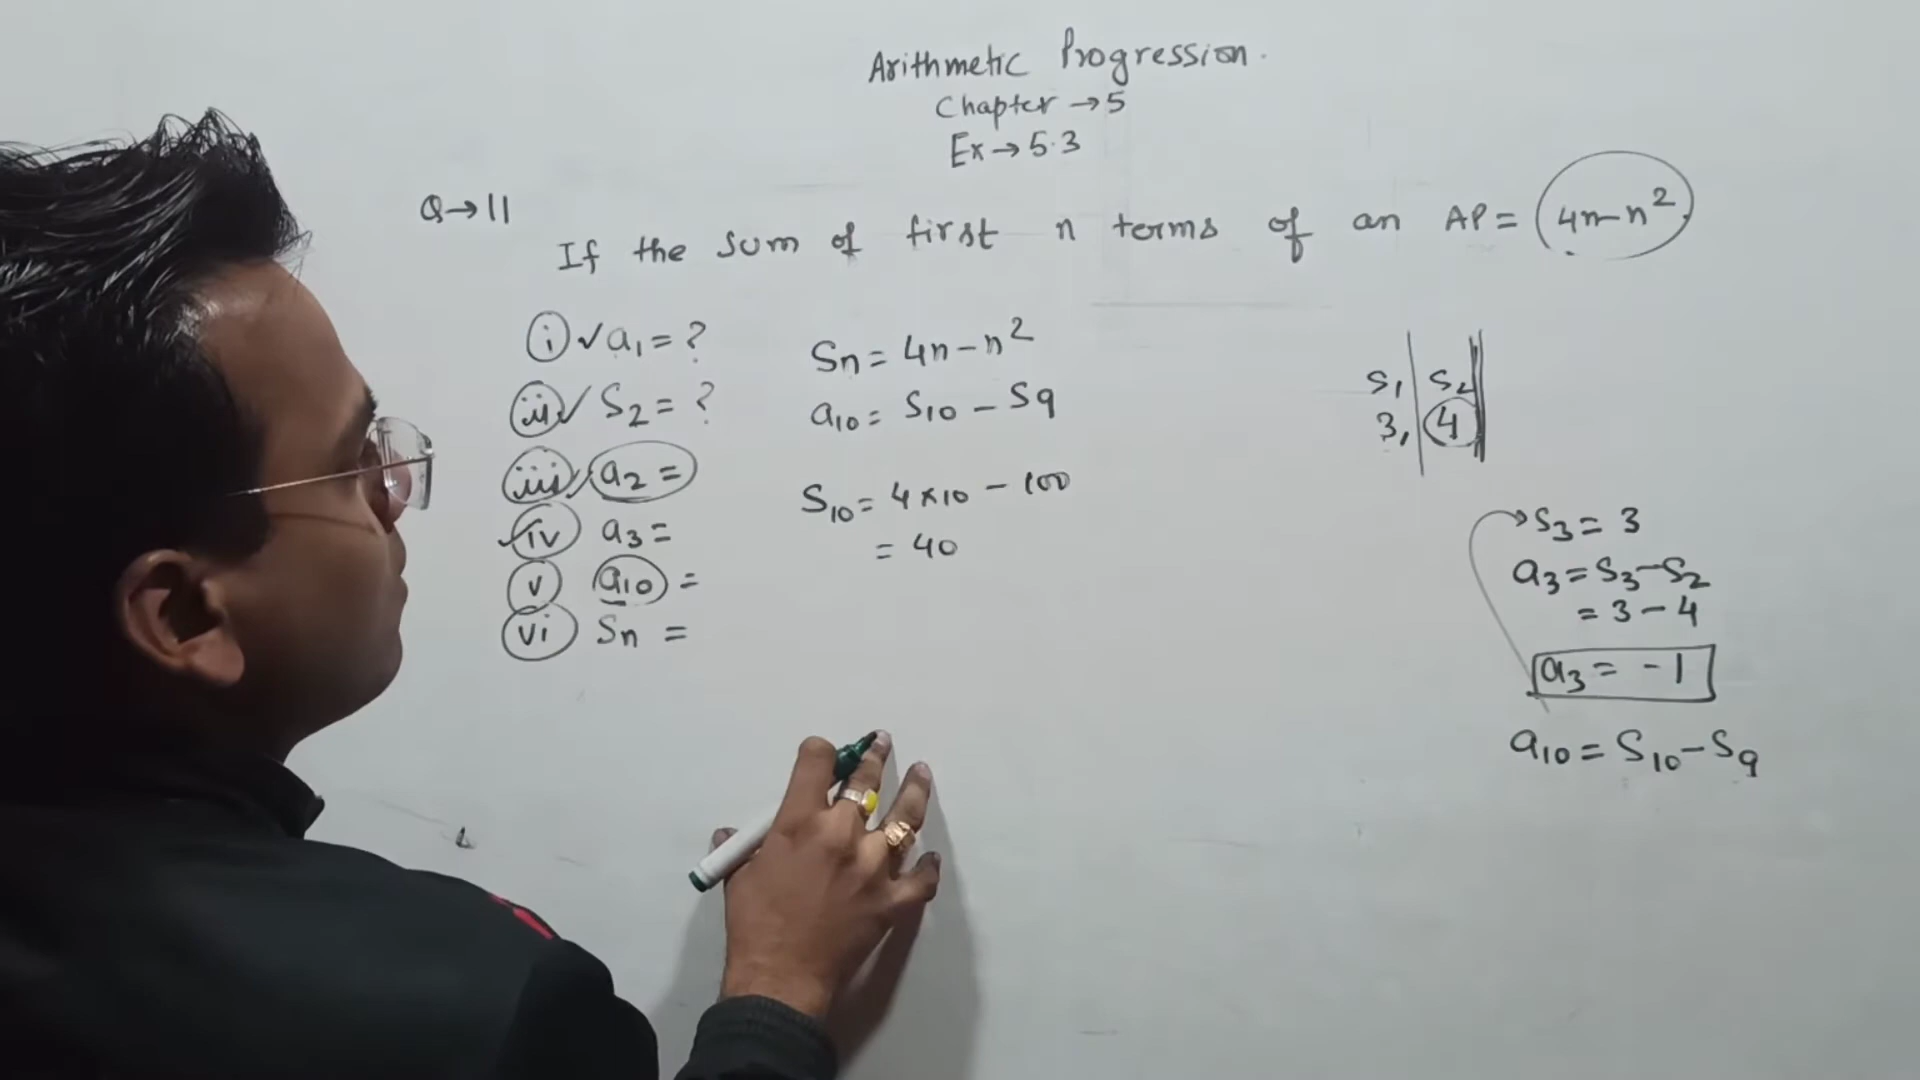 Arithmetic Progression.
Chapter → 5
Ex → 5.3
Q → 11
If the sum of first n terms of an AP = 4n-n²,
i ✓ a₁ = ?
ii ✓ S₂ = ?
iii ✓ a₂ =
✓ iv a₃ =
v a₁₀ =
vi Sn =
Sn = 4n - n²
a₁₀ = S₁₀ - S₉
S₁₀ = 4×10 - 100
= 40
S₁ S₂
3, 4
→ S₃ = 3
a₃ = S₃-S₂
= 3 - 4
a₃ = -1
a₁₀ = S₁₀-S₉